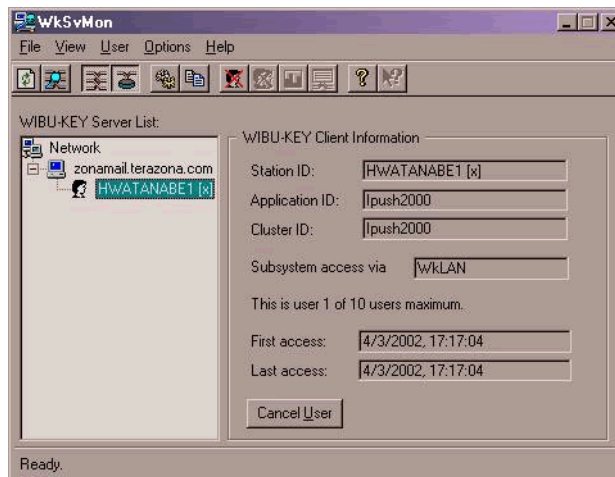 WkSvMon
File View User Options Help
WIBU-KEY Server List:
Network
zonamail.terazona.com
HWATANABE1 [x]
WIBU-KEY Client Information
Station ID: HWATANABE1 [x]
Application ID: lpush2000
Cluster ID: lpush2000
Subsystem access via WkLAN
This is user 1 of 10 users maximum.
First access: 4/3/2002, 17:17:04
Last access: 4/3/2002, 17:17:04
Cancel User
Ready.